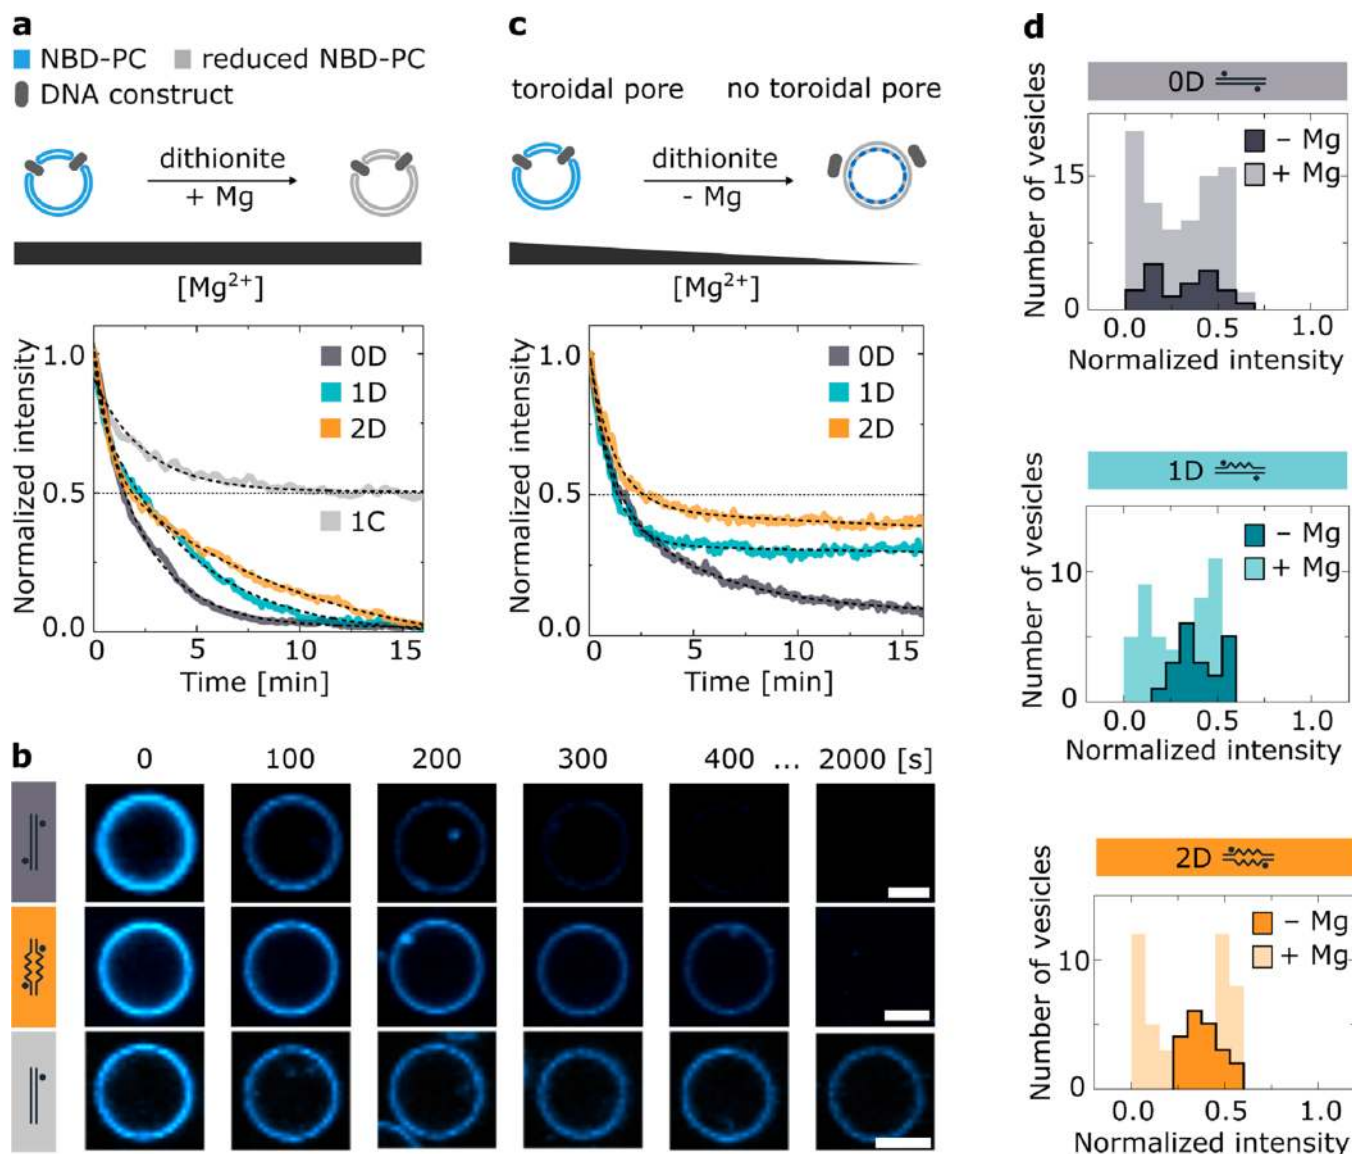 a
NBD-PC reduced NBD-PC
DNA construct
dithionite
+ Mg
[Mg²⁺]
Normalized intensity
1.0
0.5
0.0
0D
1D
2D
1C
0 5 10 15
Time [min]
c
toroidal pore no toroidal pore
dithionite
- Mg
[Mg²⁺]
Normalized intensity
1.0
0.5
0.0
0D
1D
2D
0 5 10 15
Time [min]
b
0 100 200 300 400 ... 2000 [s]
d
0D
Number of vesicles
15
0
- Mg
+ Mg
0.0 0.5 1.0
Normalized intensity
1D
Number of vesicles
10
0
- Mg
+ Mg
0.0 0.5 1.0
Normalized intensity
2D
Number of vesicles
10
0
- Mg
+ Mg
0.0 0.5 1.0
Normalized intensity